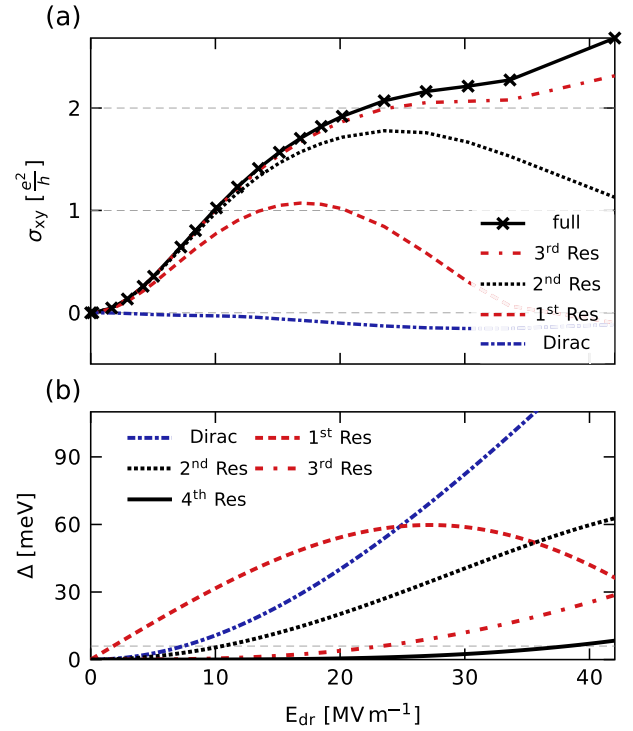 (a)
σxy [e²/h]
2
1
0
full
3rd Res
2nd Res
1st Res
Dirac
(b)
Δ [meV]
90
60
30
0
Dirac
1st Res
2nd Res
3rd Res
4th Res
0 10 20 30 40
Edr [MV m−1]